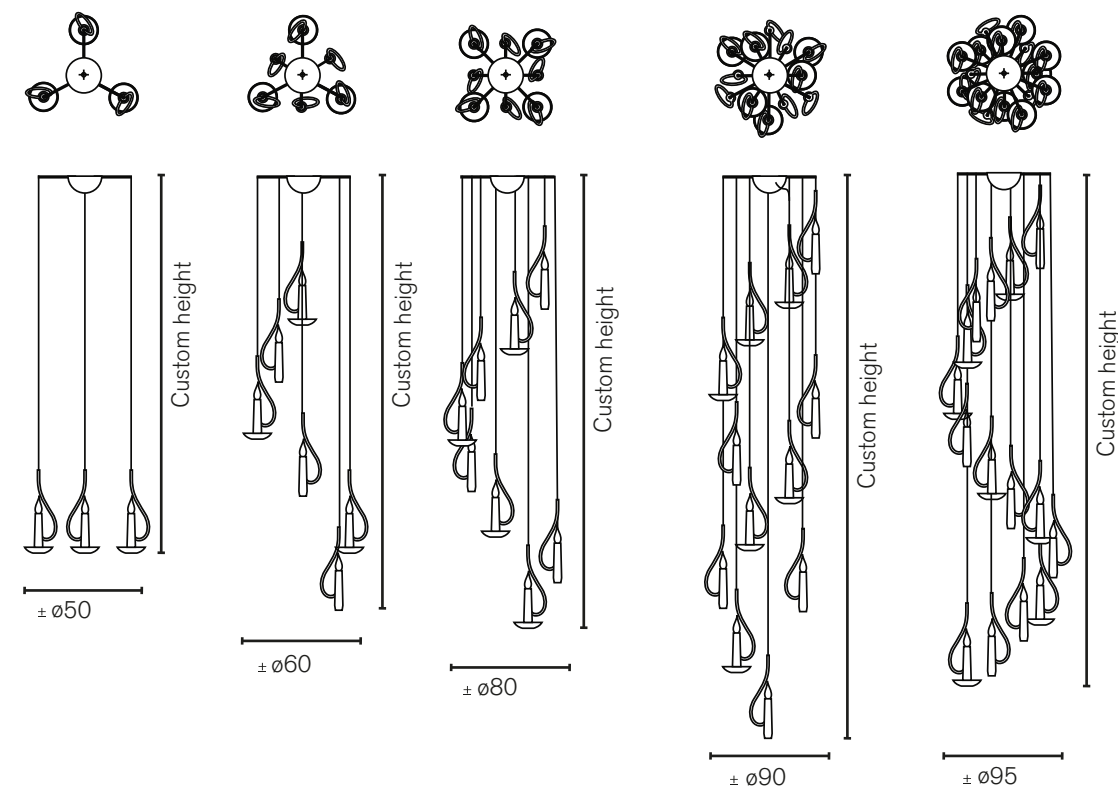 Custom height
Custom height
Custom height
Custom height
Custom height
± ø50
± ø60
± ø80
± ø90
± ø95